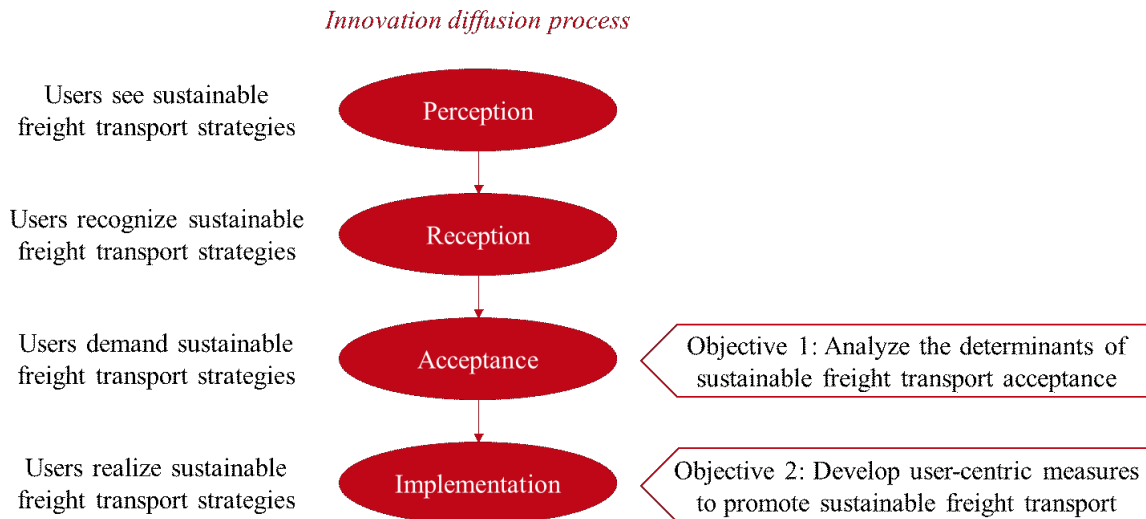 Innovation diffusion process
Users see sustainable
freight transport strategies
Perception
Users recognize sustainable
freight transport strategies
Reception
Users demand sustainable
freight transport strategies
Acceptance
Objective 1: Analyze the determinants of
sustainable freight transport acceptance
Users realize sustainable
freight transport strategies
Implementation
Objective 2: Develop user-centric measures
to promote sustainable freight transport